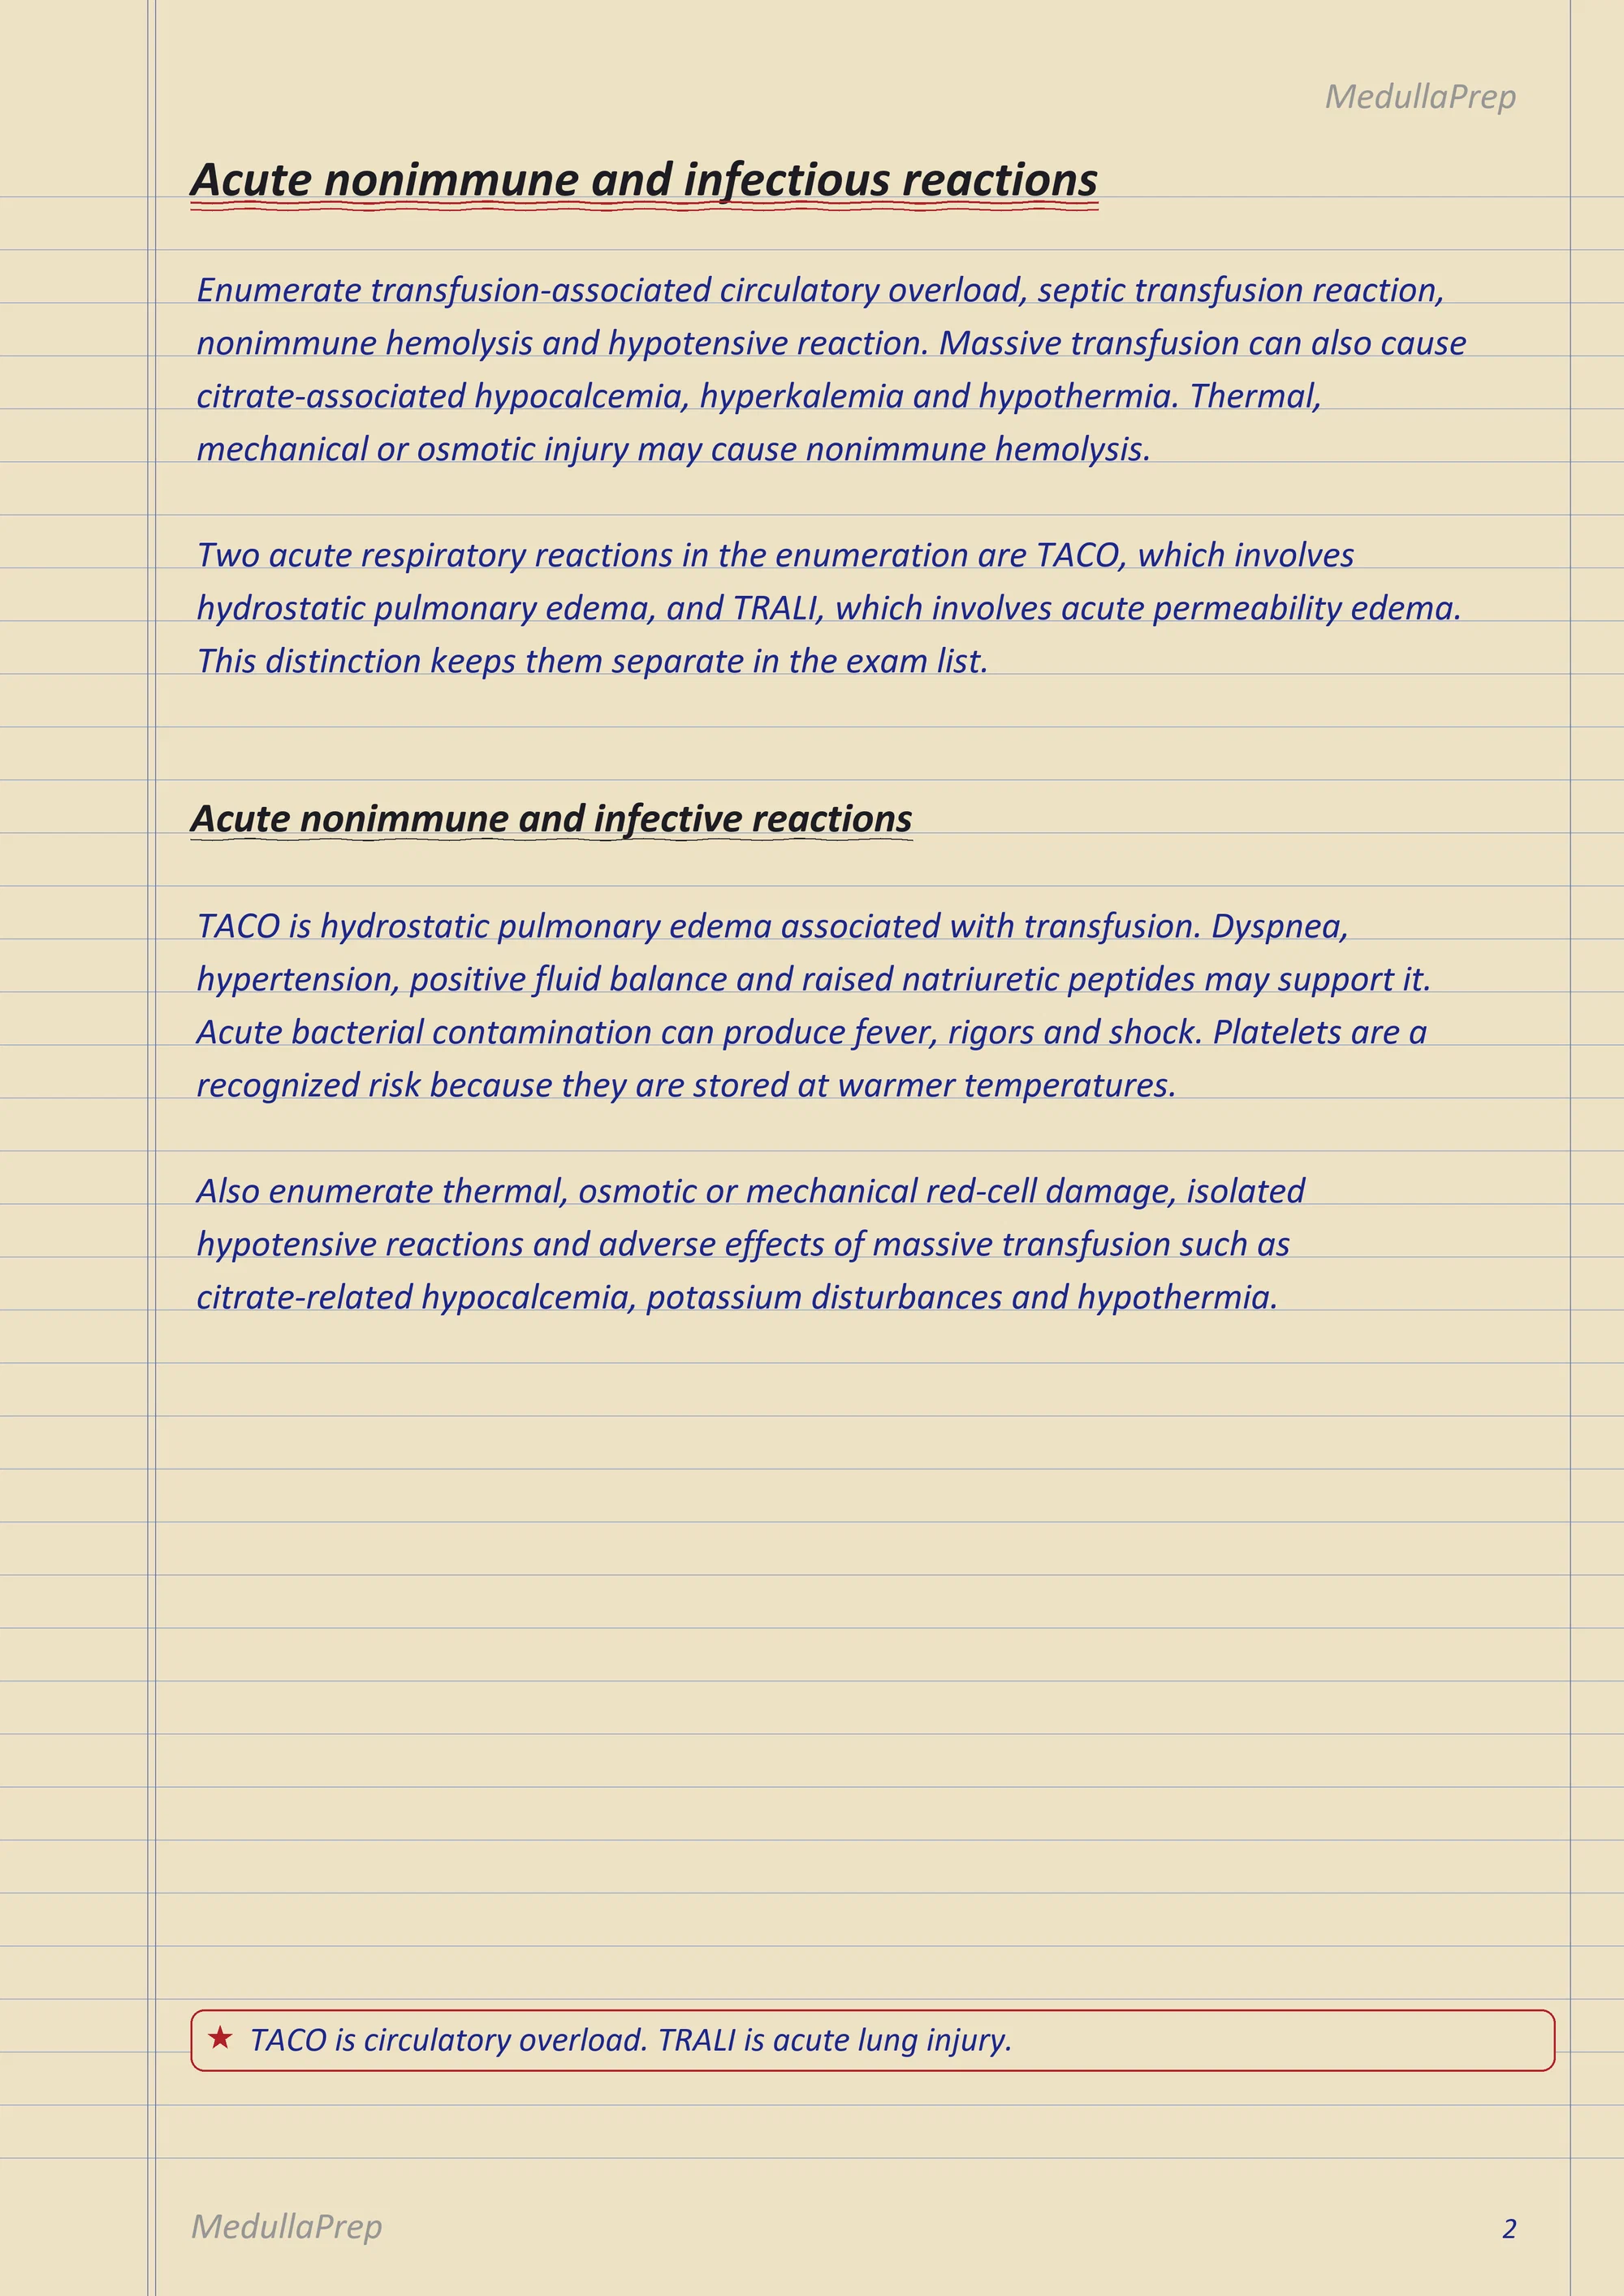 MedullaPrep
Acute nonimmune and infectious reactions
Enumerate transfusion-associated circulatory overload, septic transfusion reaction,
nonimmune hemolysis and hypotensive reaction. Massive transfusion can also cause
citrate-associated hypocalcemia, hyperkalemia and hypothermia. Thermal,
mechanical or osmotic injury may cause nonimmune hemolysis.
Two acute respiratory reactions in the enumeration are TACO, which involves
hydrostatic pulmonary edema, and TRALI, which involves acute permeability edema.
This distinction keeps them separate in the exam list.
Acute nonimmune and infective reactions
TACO is hydrostatic pulmonary edema associated with transfusion. Dyspnea,
hypertension, positive fluid balance and raised natriuretic peptides may support it.
Acute bacterial contamination can produce fever, rigors and shock. Platelets are a
recognized risk because they are stored at warmer temperatures.
Also enumerate thermal, osmotic or mechanical red-cell damage, isolated
hypotensive reactions and adverse effects of massive transfusion such as
citrate-related hypocalcemia, potassium disturbances and hypothermia.
★ TACO is circulatory overload. TRALI is acute lung injury.
MedullaPrep
2